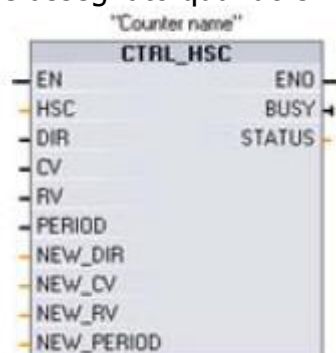 "Counter name"
CTRL_HSC
EN ENO
HSC BUSY
DIR STATUS
CV
RV
PERIOD
NEW_DIR
NEW_CV
NEW_RV
NEW_PERIOD